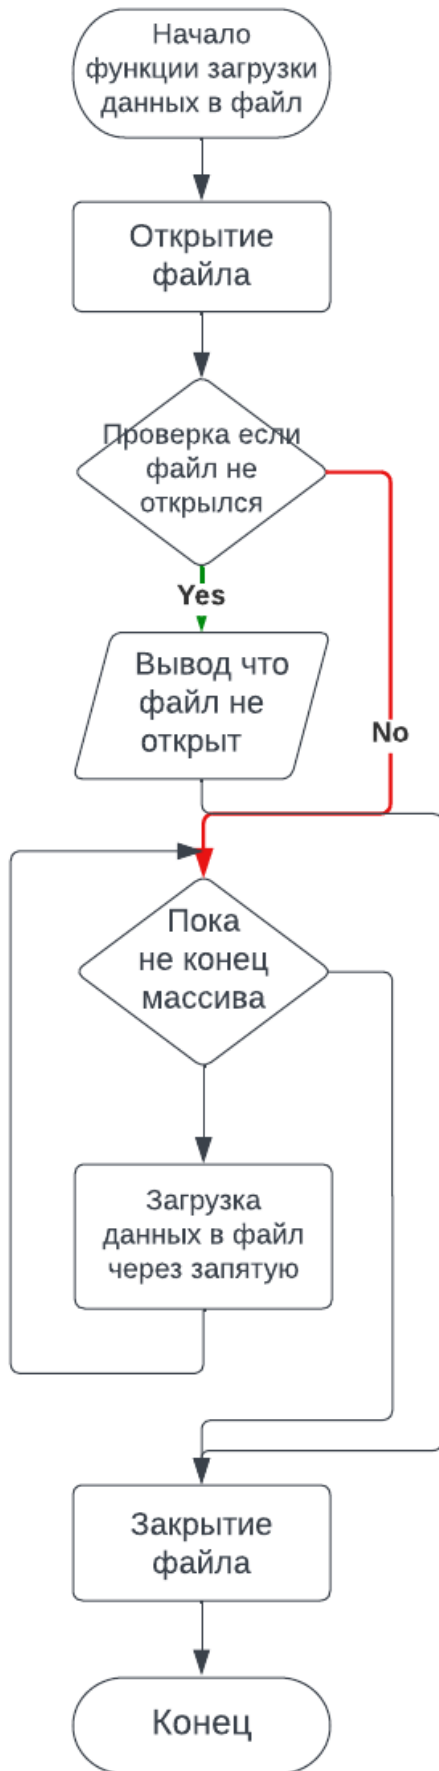 Начало
функции загрузки
данных в файл
Открытие
файла
Проверка если
файл не
открылся
Yes
Вывод что
файл не
открыт
No
Пока
не конец
массива
Загрузка
данных в файл
через запятую
Закрытие
файла
Конец